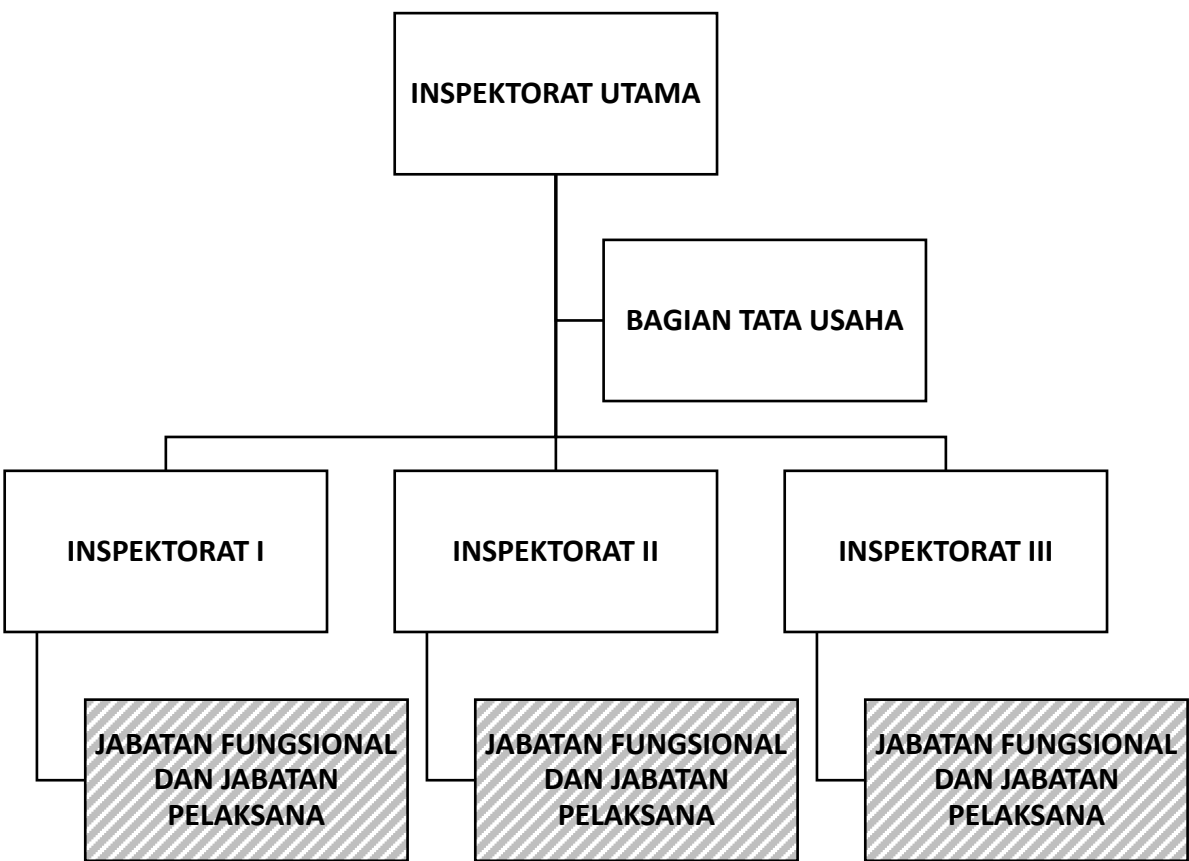 INSPEKTORAT UTAMA
BAGIAN TATA USAHA
INSPEKTORAT I
INSPEKTORAT II
INSPEKTORAT III
JABATAN FUNGSIONAL
DAN JABATAN
PELAKSANA
JABATAN FUNGSIONAL
DAN JABATAN
PELAKSANA
JABATAN FUNGSIONAL
DAN JABATAN
PELAKSANA